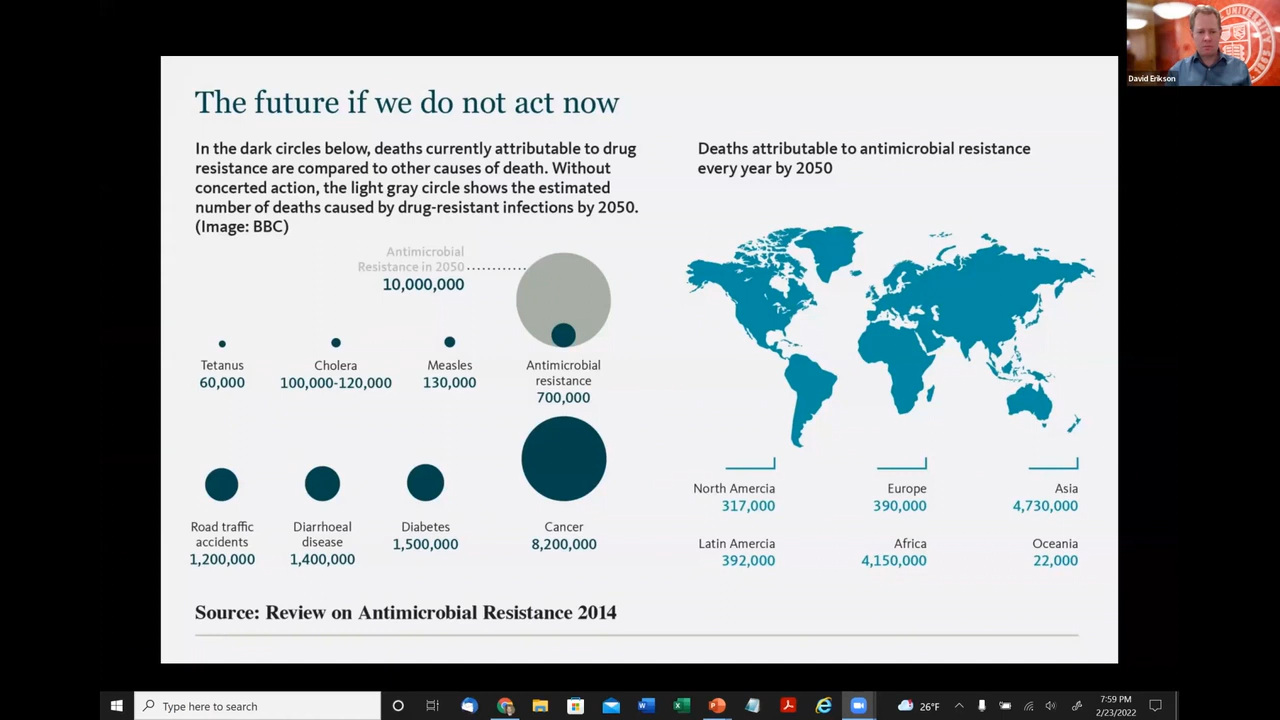 The future if we do not act now
In the dark circles below, deaths currently attributable to drug
resistance are compared to other causes of death. Without
concerted action, the light gray circle shows the estimated
number of deaths caused by drug-resistant infections by 2050.
(Image: BBC)
Antimicrobial
Resistance in 2050
10,000,000
Tetanus
60,000
Cholera
100,000-120,000
Measles
130,000
Antimicrobial
resistance
700,000
Road traffic
accidents
1,200,000
Diarrhoeal
disease
1,400,000
Diabetes
1,500,000
Cancer
8,200,000
Deaths attributable to antimicrobial resistance
every year by 2050
North Amercia
317,000
Europe
390,000
Asia
4,730,000
Latin Amercia
392,000
Africa
4,150,000
Oceania
22,000
Source: Review on Antimicrobial Resistance 2014
David Erikson
Type here to search
26°F
7:59 PM
2/23/2022